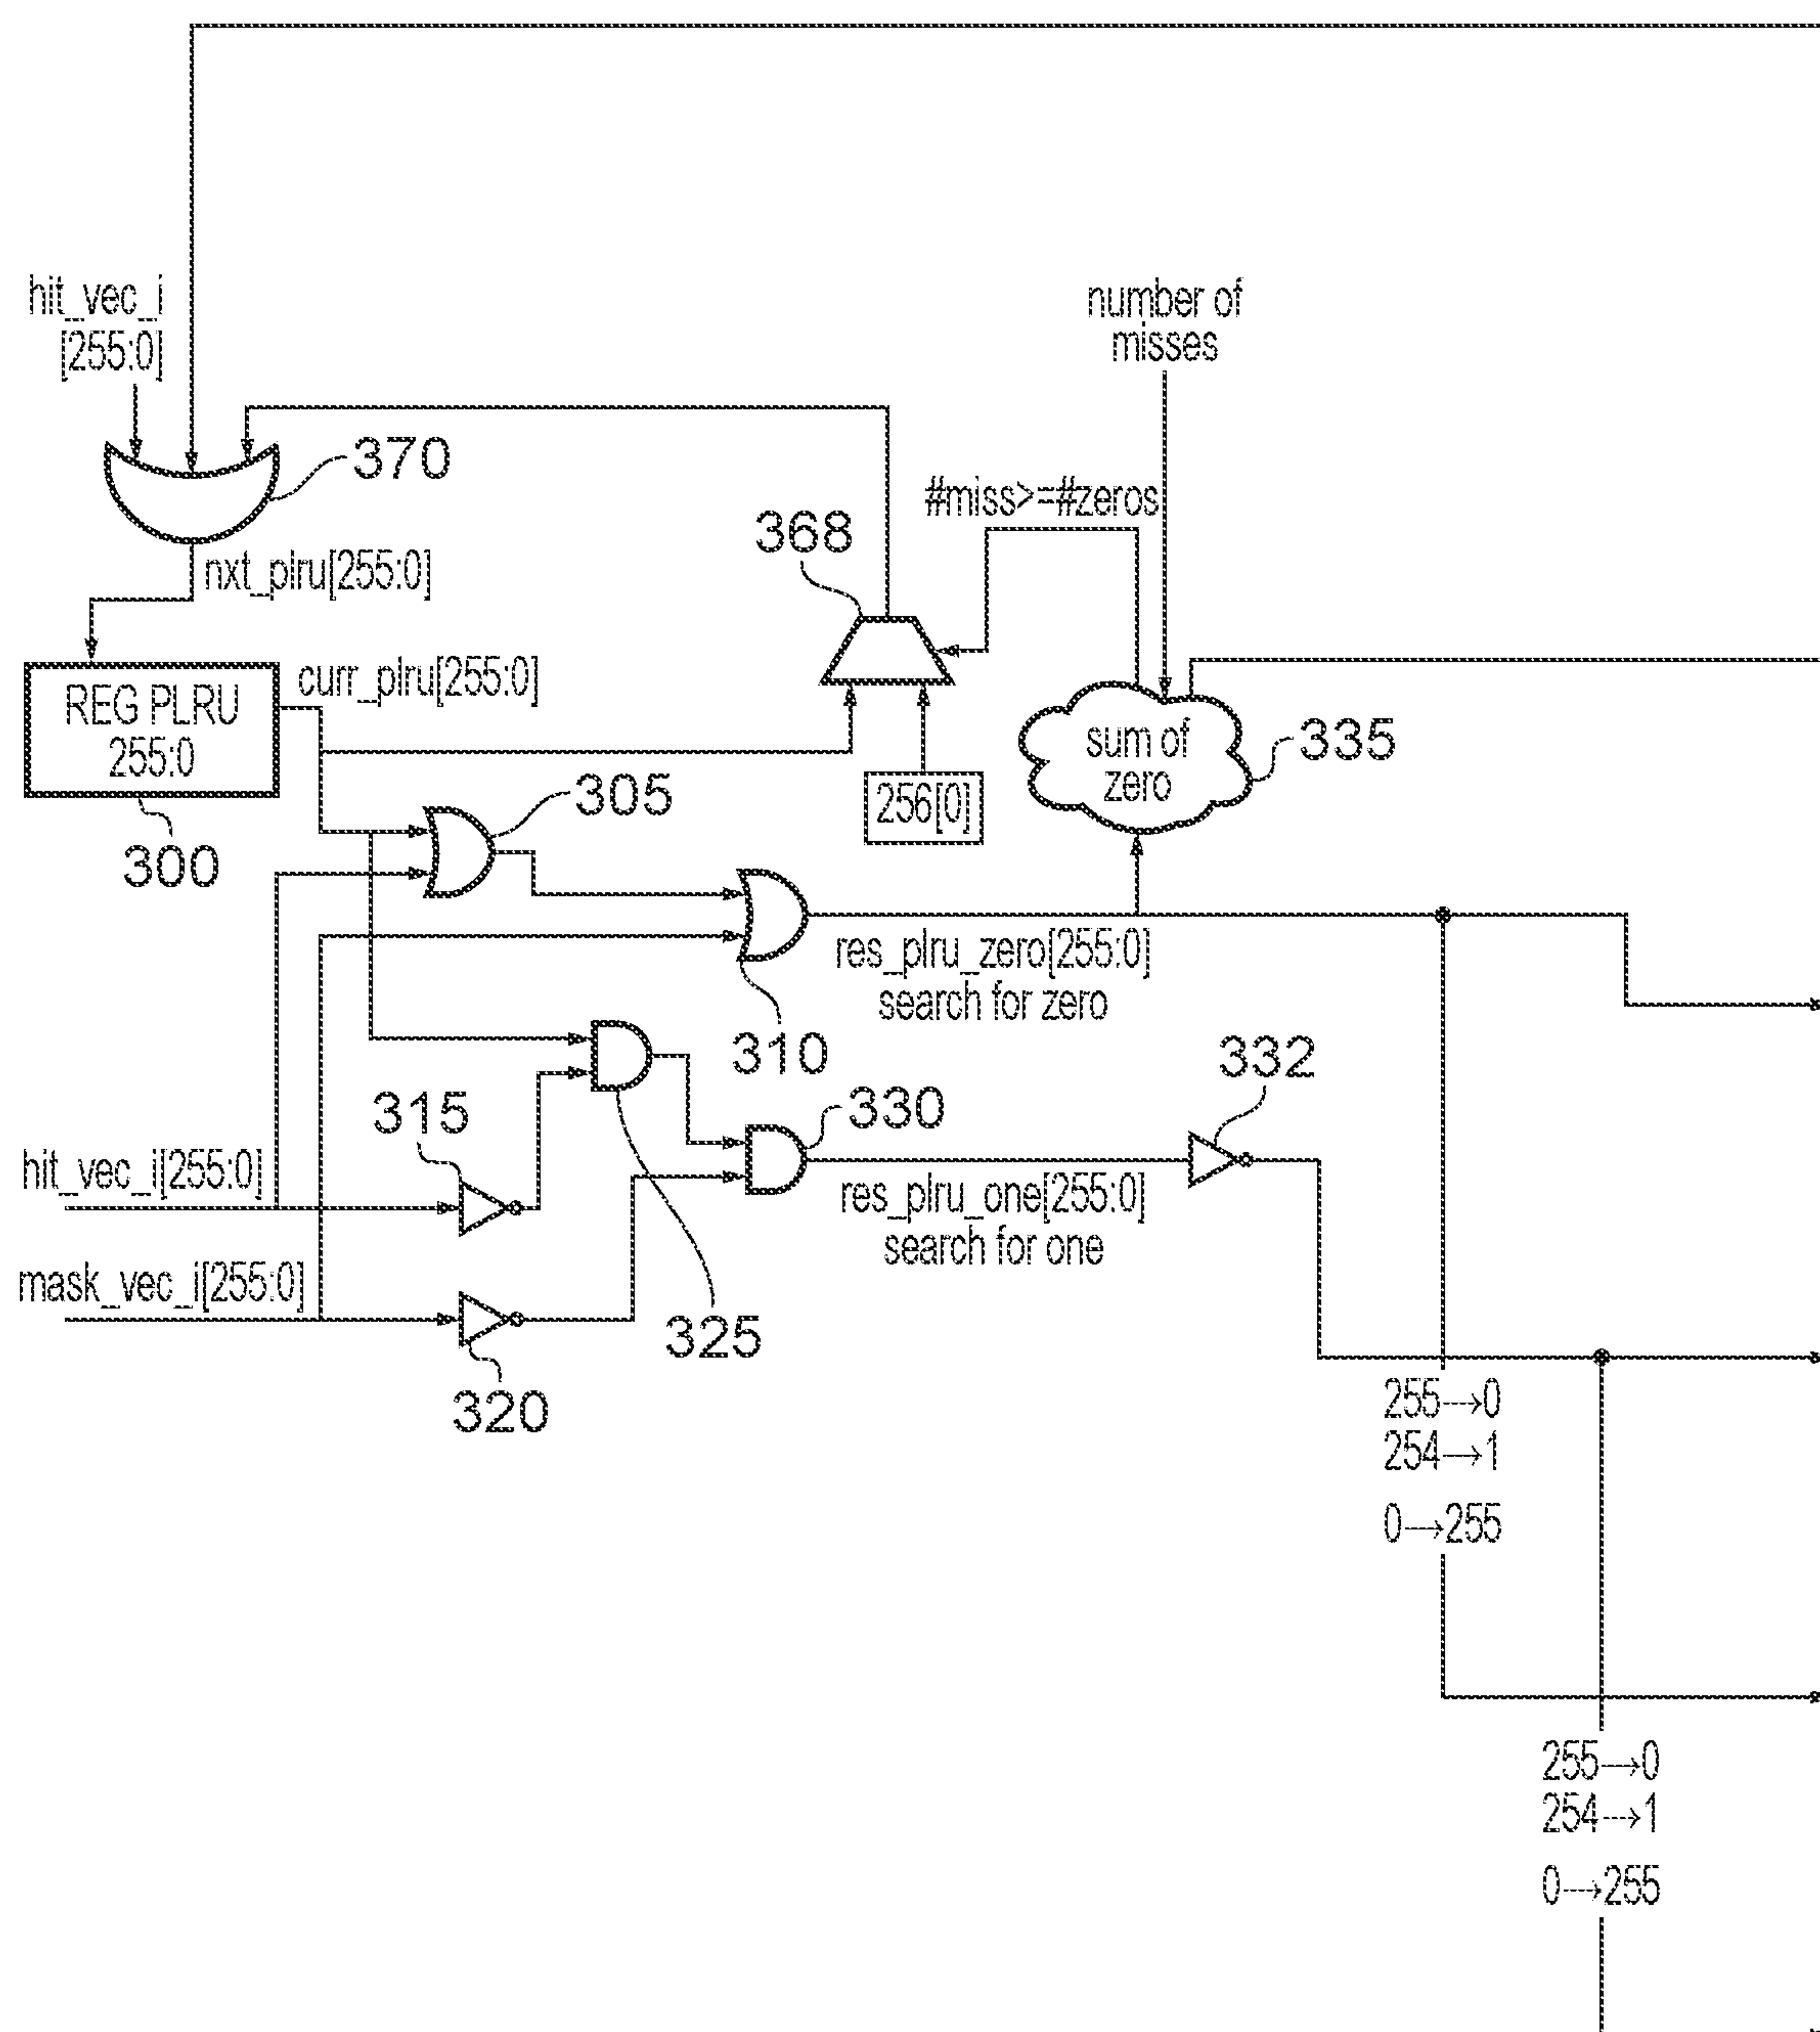 hit_vec_i
[255:0]
number of
misses
370
#miss>=#zeros
368
nxt_plru[255:0]
curr_plru[255:0]
REG PLRU
255:0
sum of
zero
335
305
256[0]
300
res_plru_zero[255:0]
search for zero
310
332
315
330
hit_vec_i[255:0]
res_plru_one[255:0]
search for one
mask_vec_i[255:0]
325
320
255→0
254→1
0→255
255→0
254→1
0→255